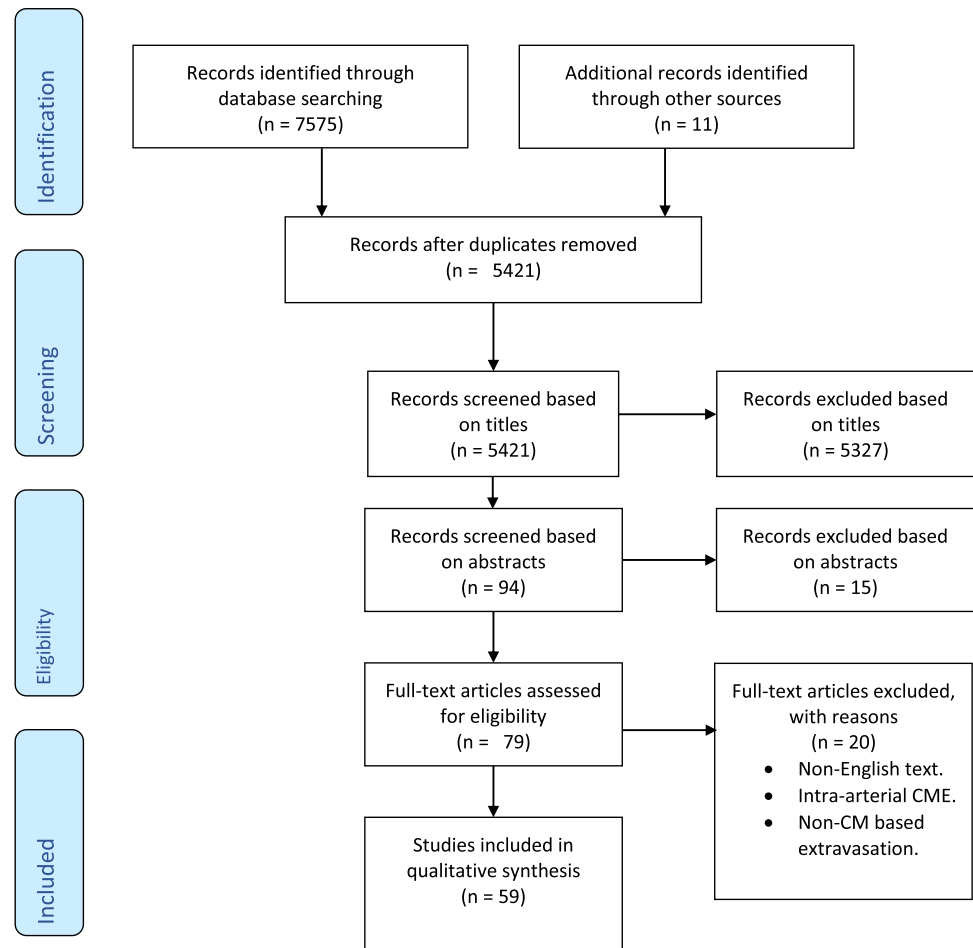 Identification
Records identified through
database searching
(n = 7575)
Additional records identified
through other sources
(n = 11)
Records after duplicates removed
(n = 5421)
Screening
Records screened based
on titles
(n = 5421)
Records excluded based
on titles
(n = 5327)
Records screened based
on abstracts
(n = 94)
Records excluded based
on abstracts
(n = 15)
Eligibility
Full-text articles assessed
for eligibility
(n = 79)
Full-text articles excluded,
with reasons
(n = 20)
• Non-English text.
• Intra-arterial CME.
• Non-CM based
extravasation.
Included
Studies included in
qualitative synthesis
(n = 59)